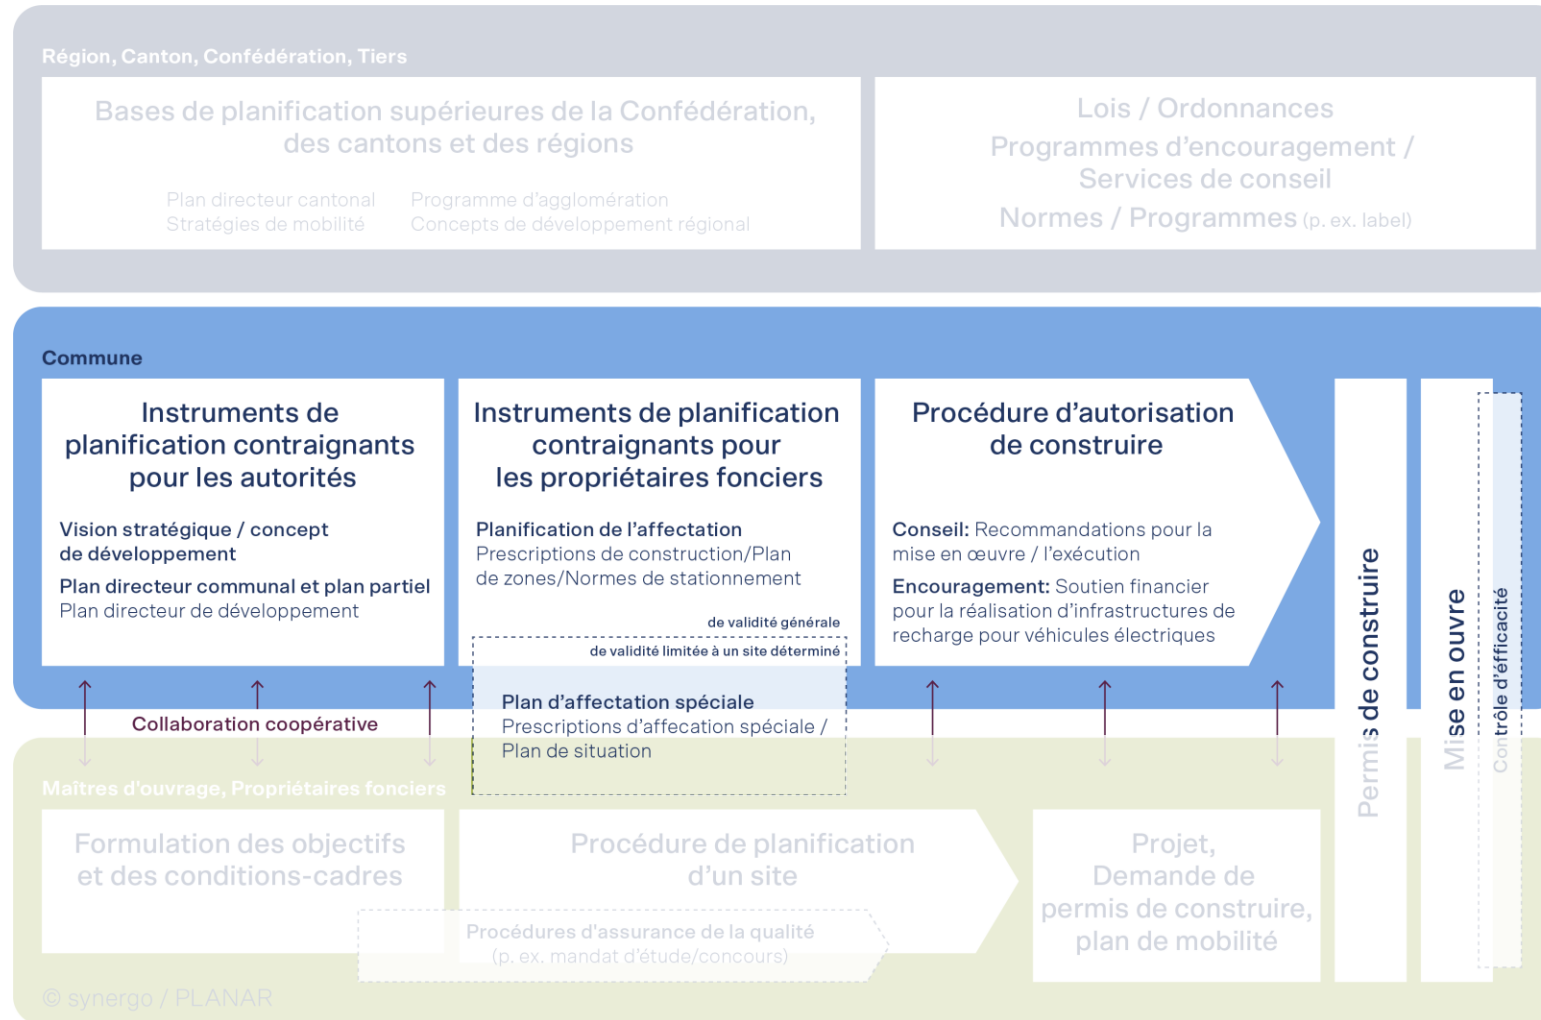 Région, Canton, Confédération, Tiers
Bases de planification supérieures de la Confédération,
des cantons et des régions
Plan directeur cantonal
Stratégies de mobilité
Programme d'agglomération
Concepts de développement régional
Lois / Ordonnances
Programmes d'encouragement /
Services de conseil
Normes / Programmes (p. ex. label)
Commune
Instruments de
planification contraignants
pour les autorités
Vision stratégique / concept
de développement
Plan directeur communal et plan partiel
Plan directeur de développement
Instruments de planification
contraignants pour
les propriétaires fonciers
Planification de l'affectation
Prescriptions de construction/Plan
de zones/Normes de stationnement
de validité générale
de validité limitée à un site déterminé
Plan d'affectation spéciale
Prescriptions d'affecation spéciale /
Plan de situation
Procédure d'autorisation
de construire
Conseil: Recommandations pour la
mise en œuvre / l'exécution
Encouragement: Soutien financier
pour la réalisation d'infrastructures de
recharge pour véhicules électriques
Permis de construire
Mise en ouvre
Contrôle d'éfficacité
Collaboration coopérative
Maîtres d'ouvrage, Propriétaires fonciers
Formulation des objectifs
et des conditions-cadres
Procédure de planification
d'un site
Procédures d'assurance de la qualité
(p. ex. mandat d'étude/concours)
Projet,
Demande de
permis de construire,
plan de mobilité
© synergo / PLANAR